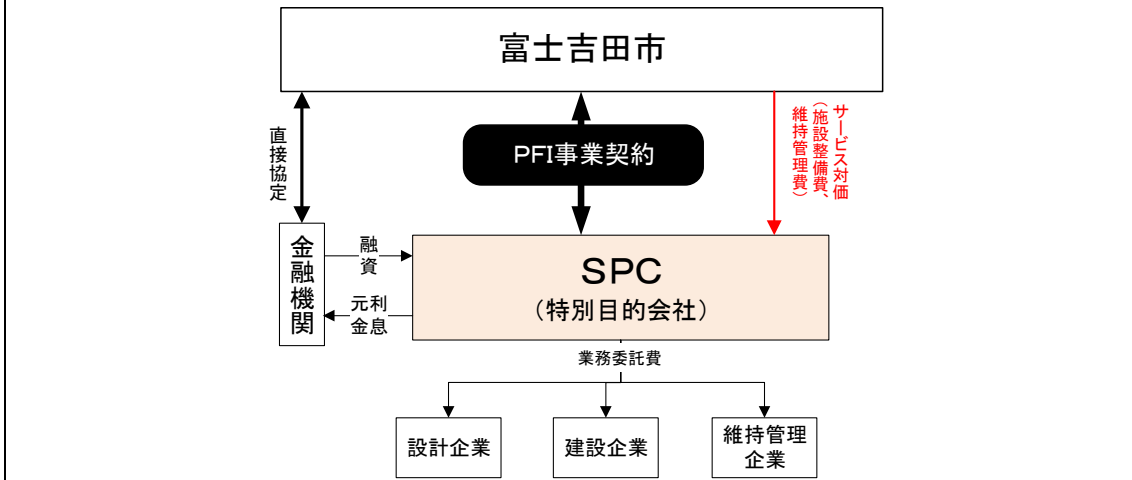 富士吉田市
直接協定
PFI事業契約
サービス対価
(施設整備費、
維持管理費)
金融機関
融
資
元利
金息
SPC
(特別目的会社)
業務委託費
設計企業
建設企業
維持管理
企業